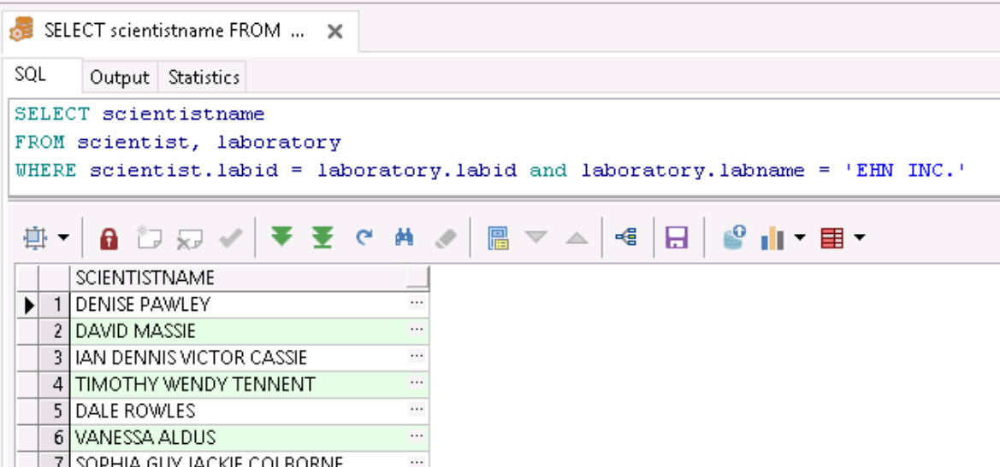 SELECT scientistname FROM ...
SQL Output Statistics
SELECT scientistname
FROM scientist, laboratory
WHERE scientist.labid = laboratory.labid and laboratory.labname = 'EHN INC.'
SCIENTISTNAME
1 DENISE PAWLEY ...
2 DAVID MASSIE ...
3 IAN DENNIS VICTOR CASSIE ...
4 TIMOTHY WENDY TENNENT ...
5 DALE ROWLES ...
6 VANESSA ALDUS ...
7 SOPHIA GUY JACKIE COLBORNE ...